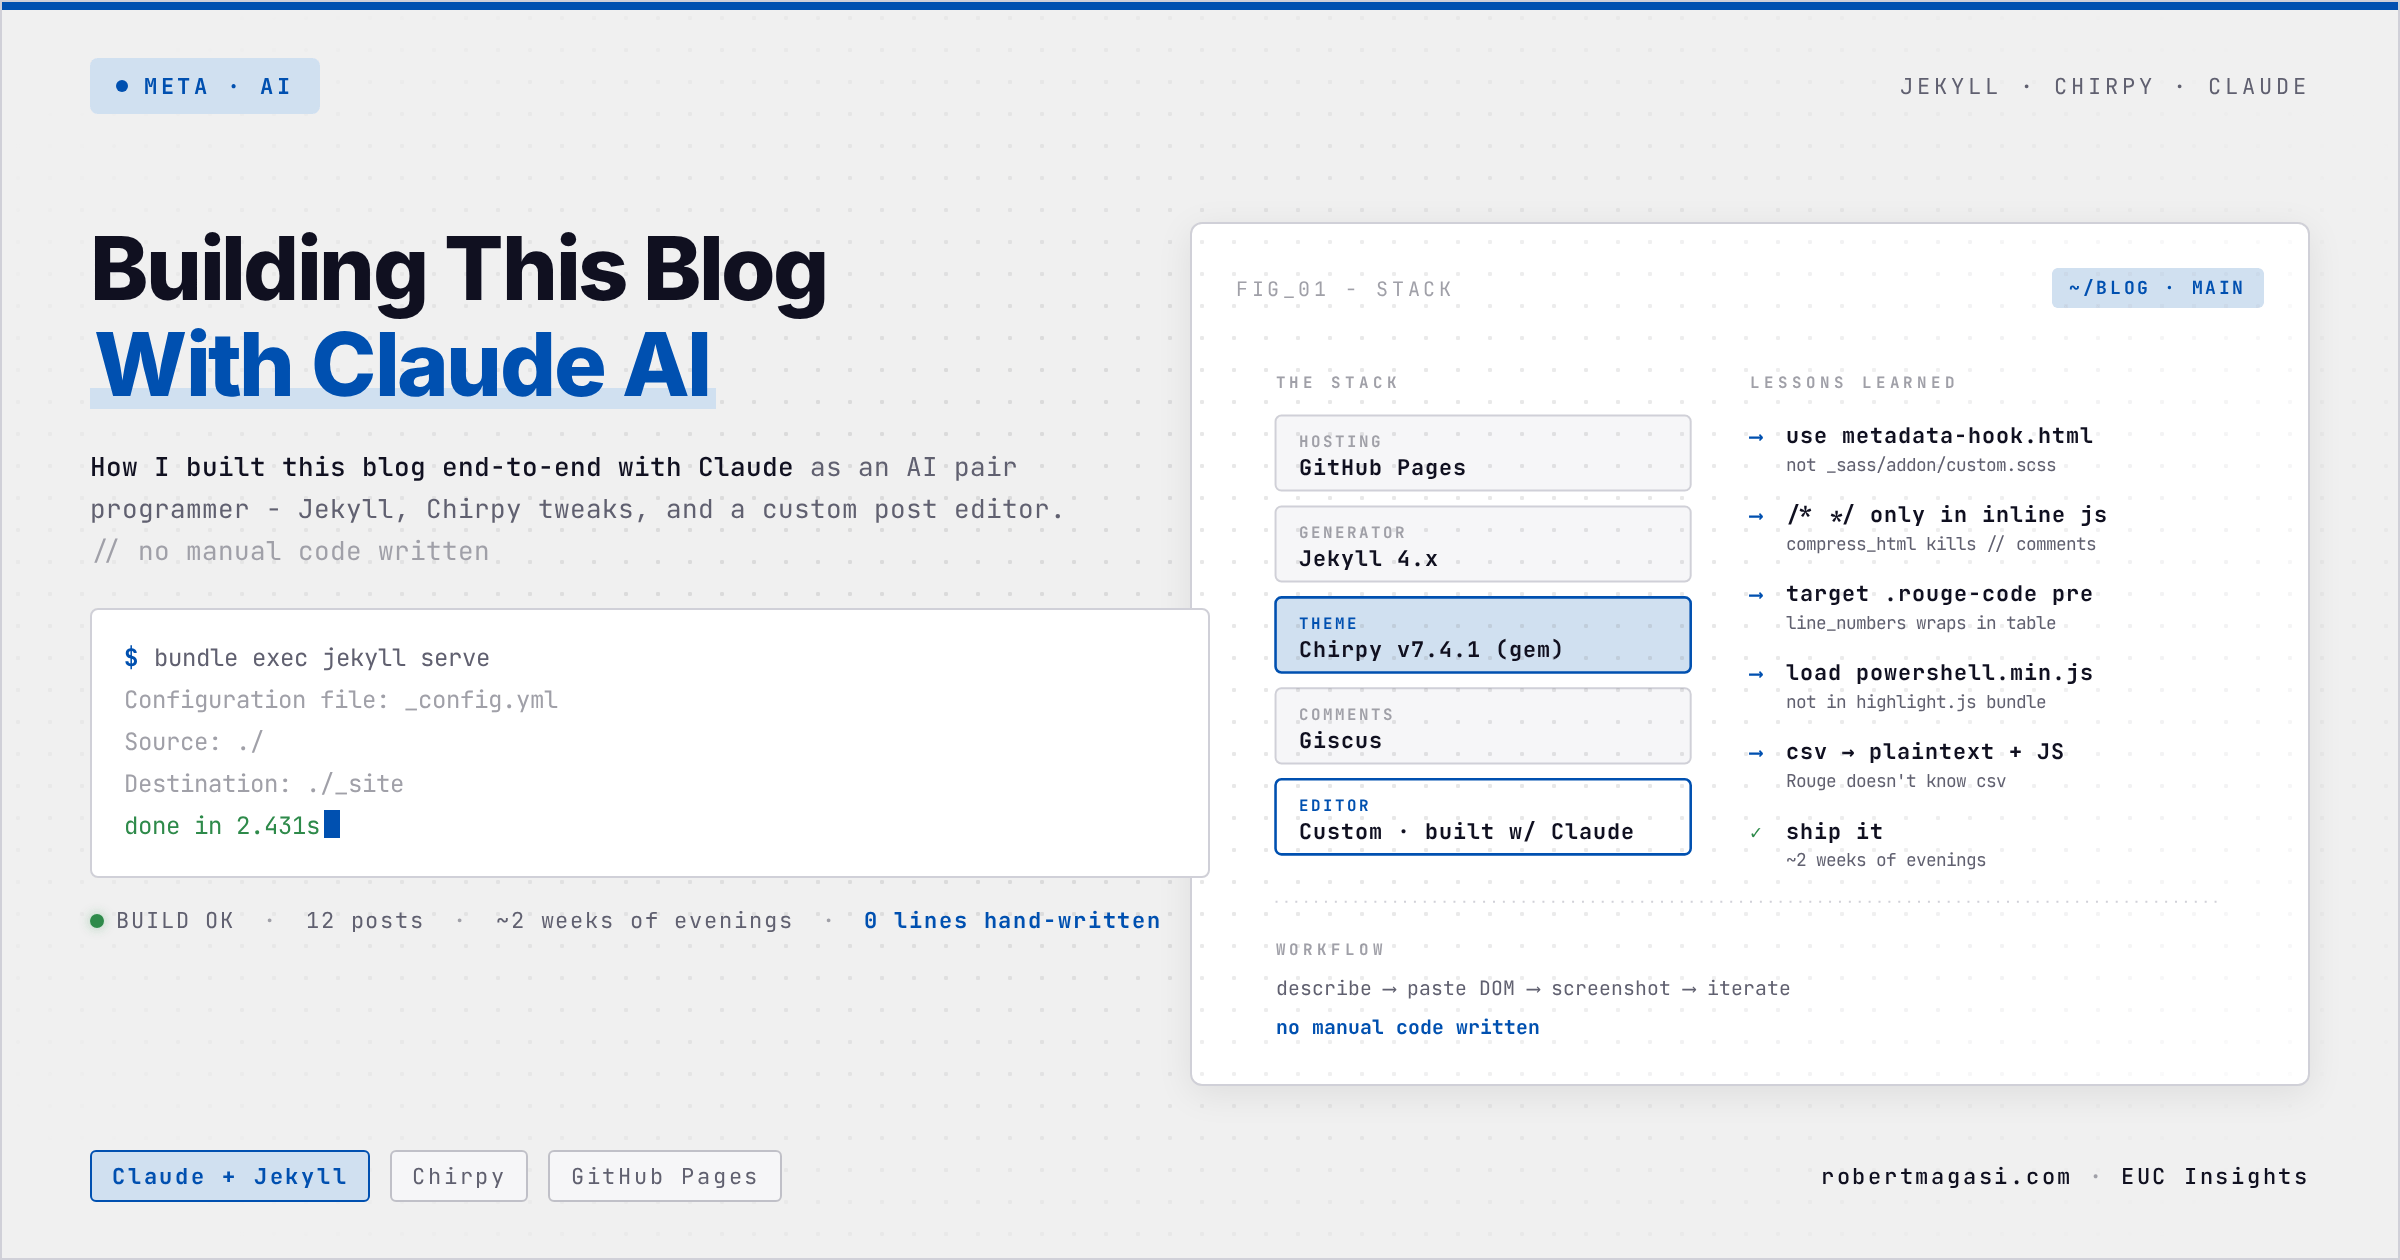 META · AI
JEKYLL · CHIRPY · CLAUDE
Building This Blog
With Claude AI
How I built this blog end-to-end with Claude as an AI pair
programmer - Jekyll, Chirpy tweaks, and a custom post editor.
// no manual code written
$ bundle exec jekyll serve
Configuration file: _config.yml
Source: ./
Destination: ./_site
done in 2.431s
BUILD OK · 12 posts · ~2 weeks of evenings · 0 lines hand-written
FIG_01 - STACK
~/BLOG · MAIN
THE STACK
HOSTING
GitHub Pages
GENERATOR
Jekyll 4.x
THEME
Chirpy v7.4.1 (gem)
COMMENTS
Giscus
EDITOR
Custom · built w/ Claude
LESSONS LEARNED
→ use metadata-hook.html
not _sass/addon/custom.scss
→ /* */ only in inline js
compress_html kills // comments
→ target .rouge-code pre
line_numbers wraps in table
→ load powershell.min.js
not in highlight.js bundle
→ csv → plaintext + JS
Rouge doesn't know csv
✓ ship it
~2 weeks of evenings
WORKFLOW
describe → paste DOM → screenshot → iterate
no manual code written
Claude + Jekyll
Chirpy
GitHub Pages
robertmagasi.com · EUC Insights